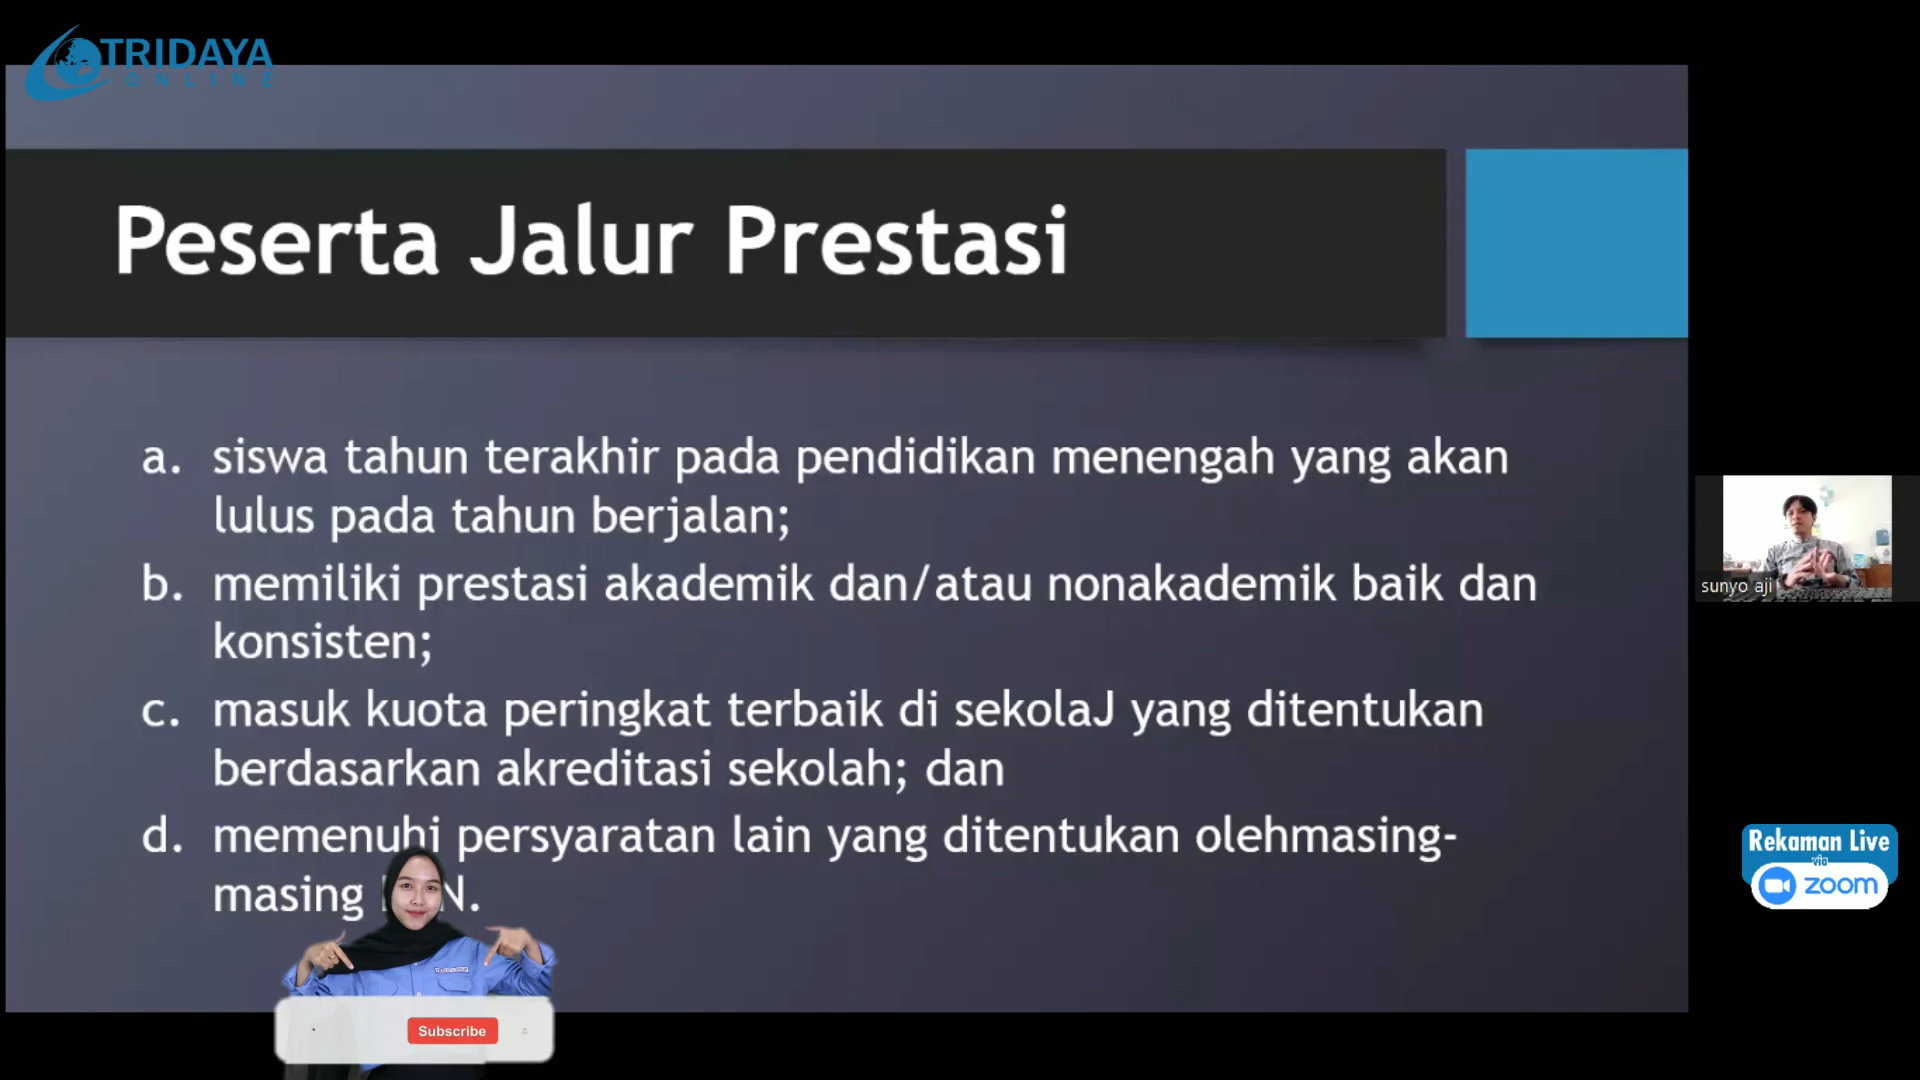 TRIDAYA
ONLINE
Peserta Jalur Prestasi
a. siswa tahun terakhir pada pendidikan menengah yang akan
lulus pada tahun berjalan;
b. memiliki prestasi akademik dan/atau nonakademik baik dan
konsisten;
c. masuk kuota peringkat terbaik di sekolaJ yang ditentukan
berdasarkan akreditasi sekolah; dan
d. memenuhi persyaratan lain yang ditentukan olehmasing-
masing
sunyo aji
Rekaman Live
via
zoom
Subscribe